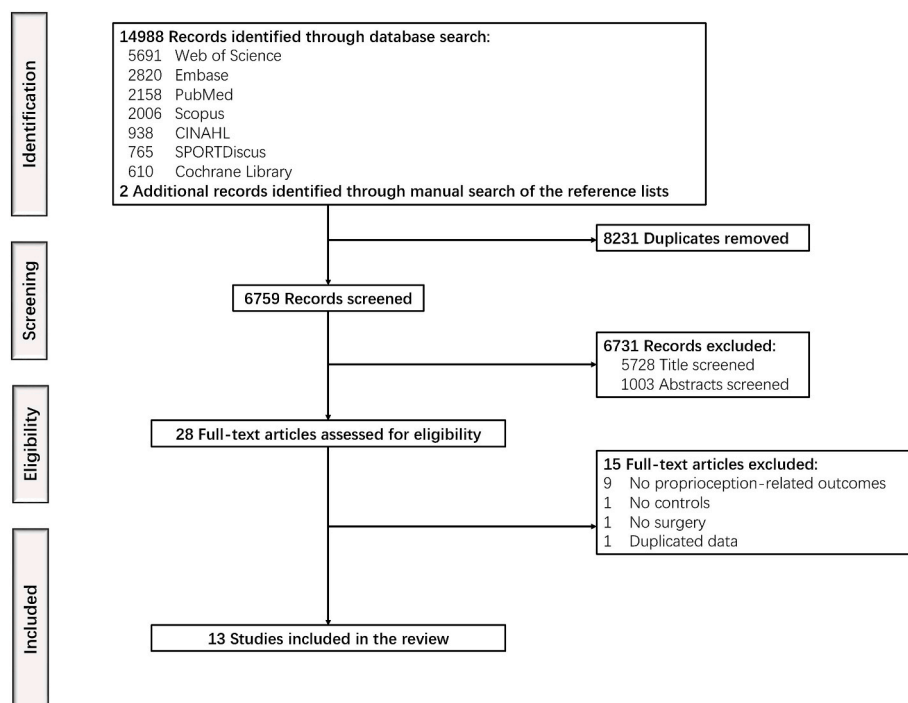 Identification
14988 Records identified through database search:
5691 Web of Science
2820 Embase
2158 PubMed
2006 Scopus
938 CINAHL
765 SPORTDiscus
610 Cochrane Library
2 Additional records identified through manual search of the reference lists
8231 Duplicates removed
Screening
6759 Records screened
6731 Records excluded:
5728 Title screened
1003 Abstracts screened
Eligibility
28 Full-text articles assessed for eligibility
15 Full-text articles excluded:
9 No proprioception-related outcomes
1 No controls
1 No surgery
1 Duplicated data
Included
13 Studies included in the review